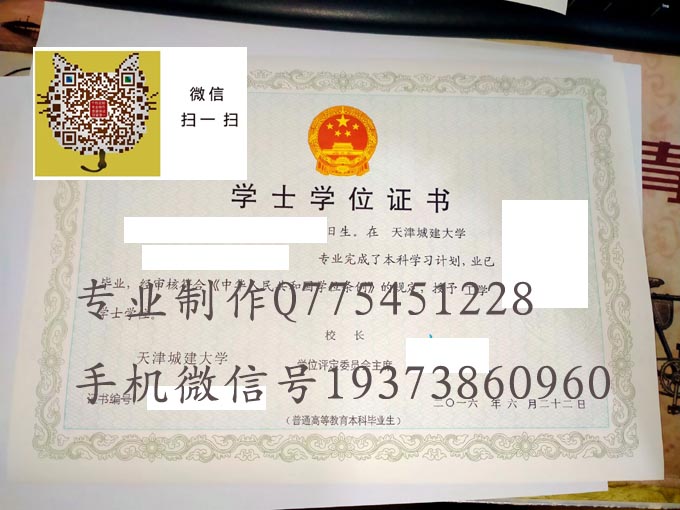 微信
扫一扫
学士学位证书
日生。在 天津城建大学
专业完成了本科学习计划,业已
毕业,经审核符合《中华人民共和国学位条例》的规定,授予 工学
学士学位。
专业制作Q775451228
校 长
天津城建大学
学位评定委员会主席
手机微信号19373860960
证书编号
二〇一六 年 六 月 二十二 日
(普通高等教育本科毕业生)
青